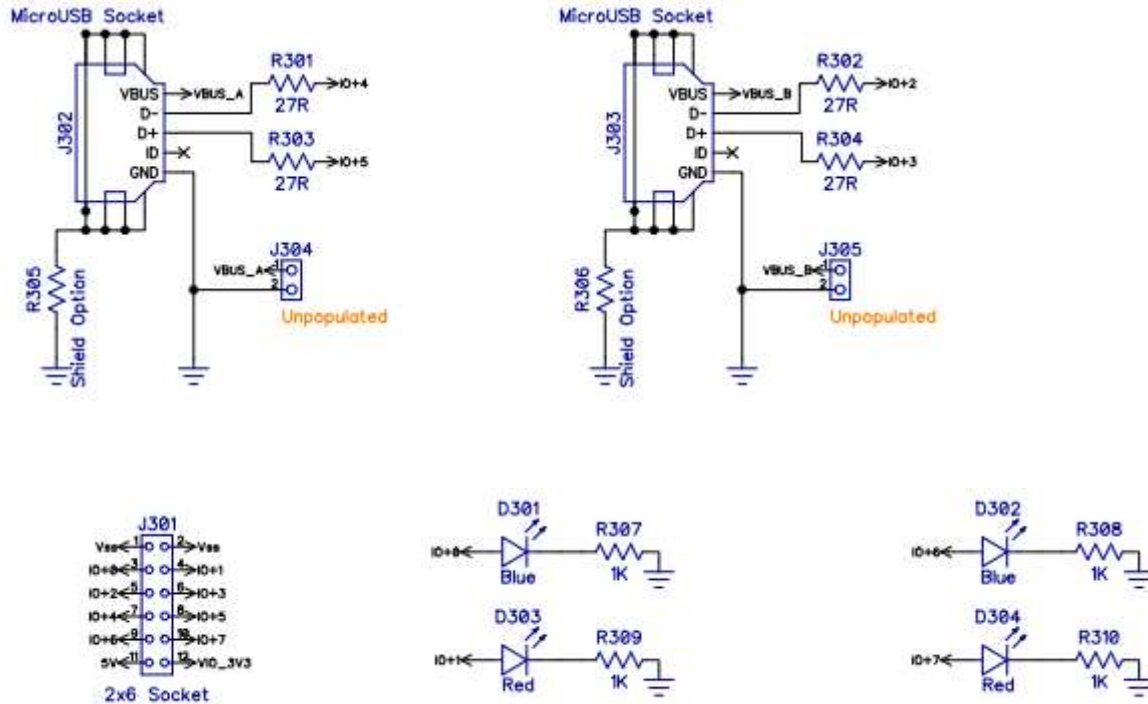 MicroUSB Socket
J302
VBUS
D-
D+
ID
GND
VBUS_A
R301
27R
IO+4
R303
27R
IO+5
R305
Shield Option
J304
VBUS_A
1
2
Unpopulated
MicroUSB Socket
J303
VBUS
D-
D+
ID
GND
VBUS_B
R302
27R
IO+2
R304
27R
IO+3
R306
Shield Option
J305
VBUS_B
1
2
Unpopulated
J301
Vss 1 2 Vss
IO+0 3 4 IO+1
IO+2 5 6 IO+3
IO+4 7 8 IO+5
IO+6 9 10 IO+7
5V 11 12 VIO_3V3
2x6 Socket
D301
IO+0
Blue
R307
1K
D303
IO+1
Red
R309
1K
D302
IO+6
Blue
R308
1K
D304
IO+7
Red
R310
1K